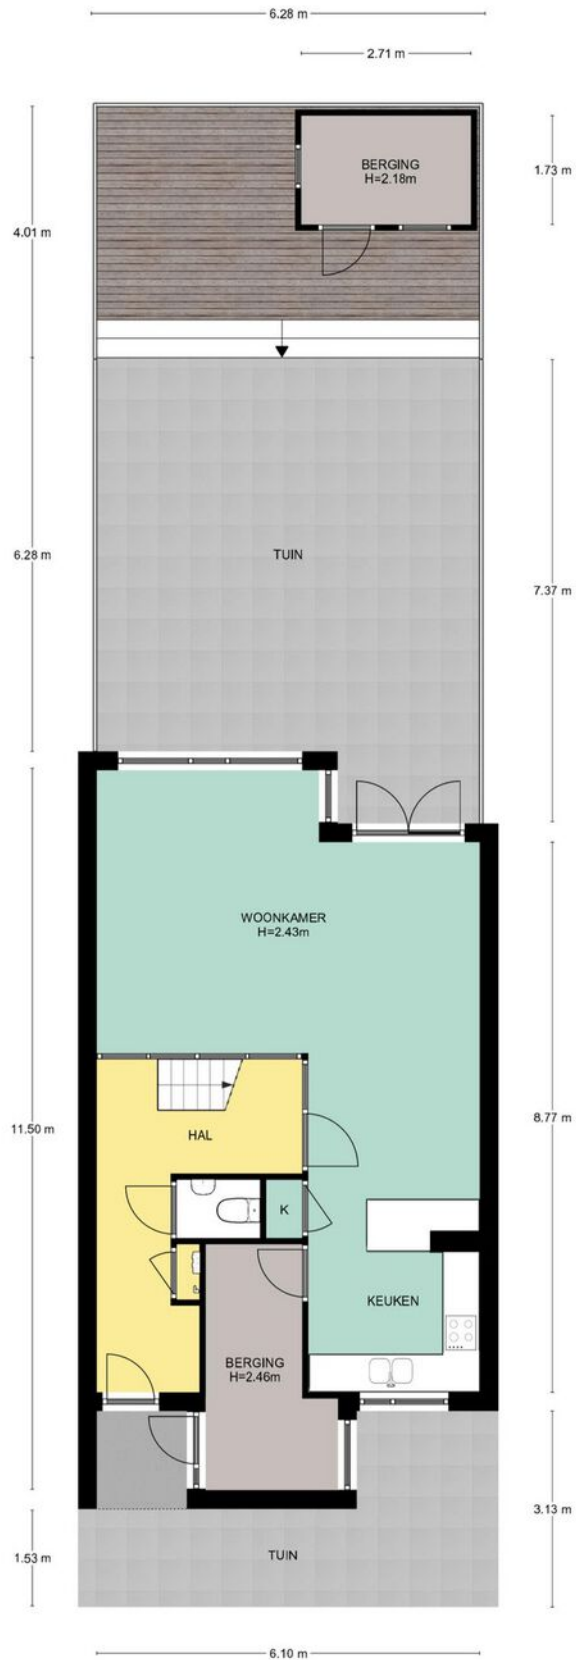 6.28 m
2.71 m
BERGING
H=2.18m
1.73 m
4.01 m
6.28 m
TUIN
7.37 m
WOONKAMER
H=2.43m
11.50 m
HAL
8.77 m
K
KEUKEN
BERGING
H=2.46m
3.13 m
TUIN
1.53 m
6.10 m